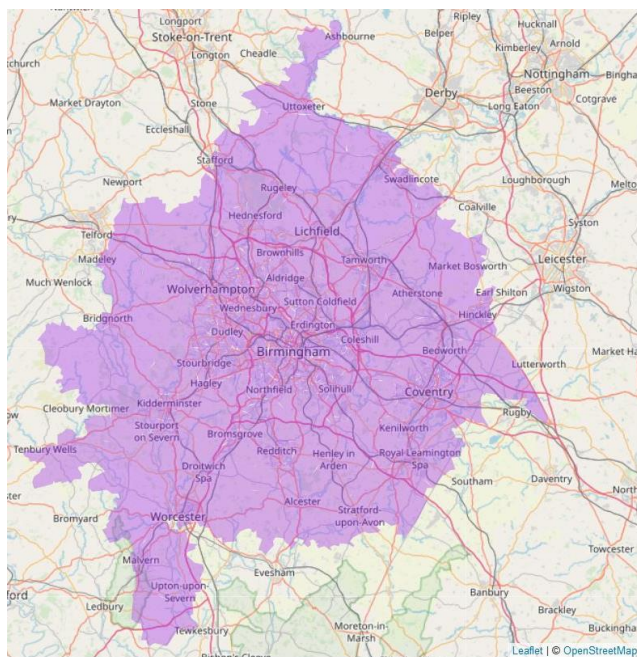 Longport
Stoke-on-Trent
Longton
Cheadle
Ashbourne
Belper
Ripley
Hucknall
Kimberley
Arnold
Nottingham
Beeston
Derby
Long Eaton
Cotgrave
Market Drayton
Stone
Uttoxeter
Eccleshall
Stafford
Newport
Rugeley
Swadlincote
Loughborough
Coalville
Hednesford
Syston
Telford
Lichfield
Madeley
Brownhills
Tamworth
Market Bosworth
Leicester
Aldridge
Much Wenlock
Wolverhampton
Sutton Coldfield
Atherstone
Earl Shilton
Wigston
Wednesbury
Bridgnorth
Erdington
Hinckley
Dudley
Birmingham
Coleshill
Bedworth
Stourbridge
Lutterworth
Hagley
Northfield
Solihull
Coventry
Cleobury Mortimer
Kidderminster
Rugby
Stourport
on Severn
Bromsgrove
Kenilworth
Tenbury Wells
Redditch
Henley in
Arden
Royal Leamington
Spa
Droitwich
Spa
Southam
Daventry
Alcester
Stratford-
upon-Avon
Bromyard
Worcester
Towcester
Malvern
Evesham
Upton-upon-
Severn
Banbury
Ledbury
Brackley
Tewkesbury
Moreton-in-
Marsh
Leaflet | © OpenStreetMap